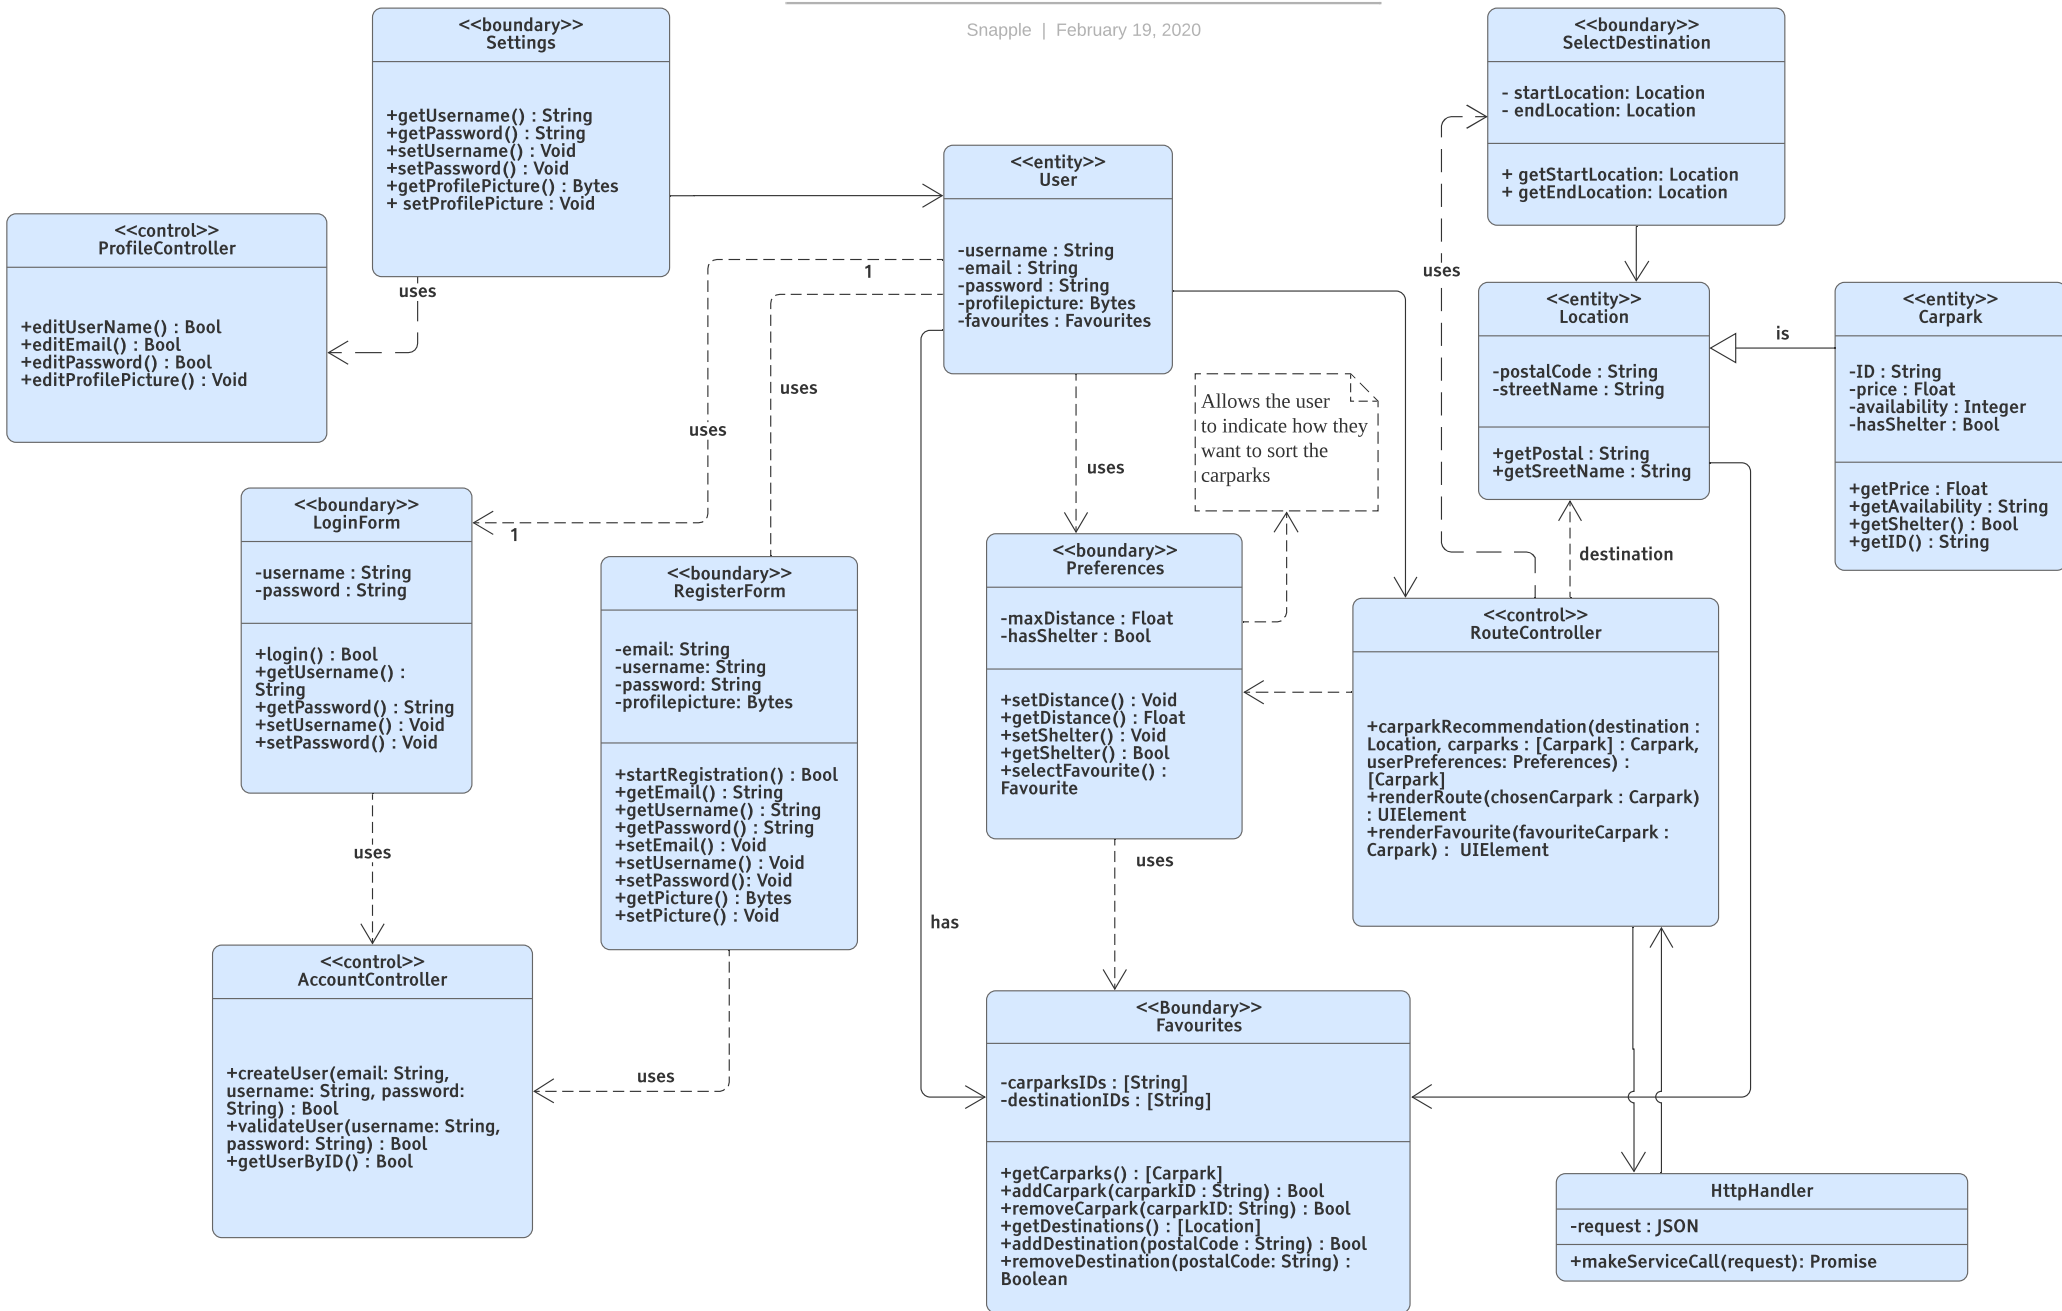 Snapple | February 19, 2020
<<boundary>>
Settings
+getUsername() : String
+getPassword() : String
+setUsername() : Void
+setPassword() : Void
+getProfilePicture() : Bytes
+ setProfilePicture : Void
<<boundary>>
SelectDestination
- startLocation: Location
- endLocation: Location
+ getStartLocation: Location
+ getEndLocation: Location
<<entity>>
User
-username : String
-email : String
-password : String
-profilepicture: Bytes
-favourites : Favourites
<<control>>
ProfileController
+editUserName() : Bool
+editEmail() : Bool
+editPassword() : Bool
+editProfilePicture() : Void
uses
1
uses
uses
1
uses
uses
<<entity>>
Location
-postalCode : String
-streetName : String
+getPostal : String
+getSreetName : String
is
<<entity>>
Carpark
-ID : String
-price : Float
-availability : Integer
-hasShelter : Bool
+getPrice : Float
+getAvailability : String
+getShelter() : Bool
+getID() : String
Allows the user
to indicate how they
want to sort the
carparks
destination
<<boundary>>
LoginForm
-username : String
-password : String
+login() : Bool
+getUsername() :
String
+getPassword() : String
+setUsername() : Void
+setPassword() : Void
<<boundary>>
RegisterForm
-email: String
-username: String
-password: String
-profilepicture: Bytes
+startRegistration() : Bool
+getEmail() : String
+getUsername() : String
+getPassword() : String
+setEmail() : Void
+setUsername() : Void
+setPassword(): Void
+getPicture() : Bytes
+setPicture() : Void
<<boundary>>
Preferences
-maxDistance : Float
-hasShelter : Bool
+setDistance() : Void
+getDistance() : Float
+setShelter() : Void
+getShelter() : Bool
+selectFavourite() :
Favourite
<<control>>
RouteController
+carparkRecommendation(destination :
Location, carparks : [Carpark] : Carpark,
userPreferences: Preferences) :
[Carpark]
+renderRoute(chosenCarpark : Carpark)
: UIElement
+renderFavourite(favouriteCarpark :
Carpark) : UIElement
uses
uses
has
uses
<<control>>
AccountController
+createUser(email: String,
username: String, password:
String) : Bool
+validateUser(username: String,
password: String) : Bool
+getUserByID() : Bool
<<Boundary>>
Favourites
-carparksIDs : [String]
-destinationIDs : [String]
+getCarparks() : [Carpark]
+addCarpark(carparkID : String) : Bool
+removeCarpark(carparkID: String) : Bool
+getDestinations() : [Location]
+addDestination(postalCode : String) : Bool
+removeDestination(postalCode: String) :
Boolean
HttpHandler
-request : JSON
+makeServiceCall(request): Promise